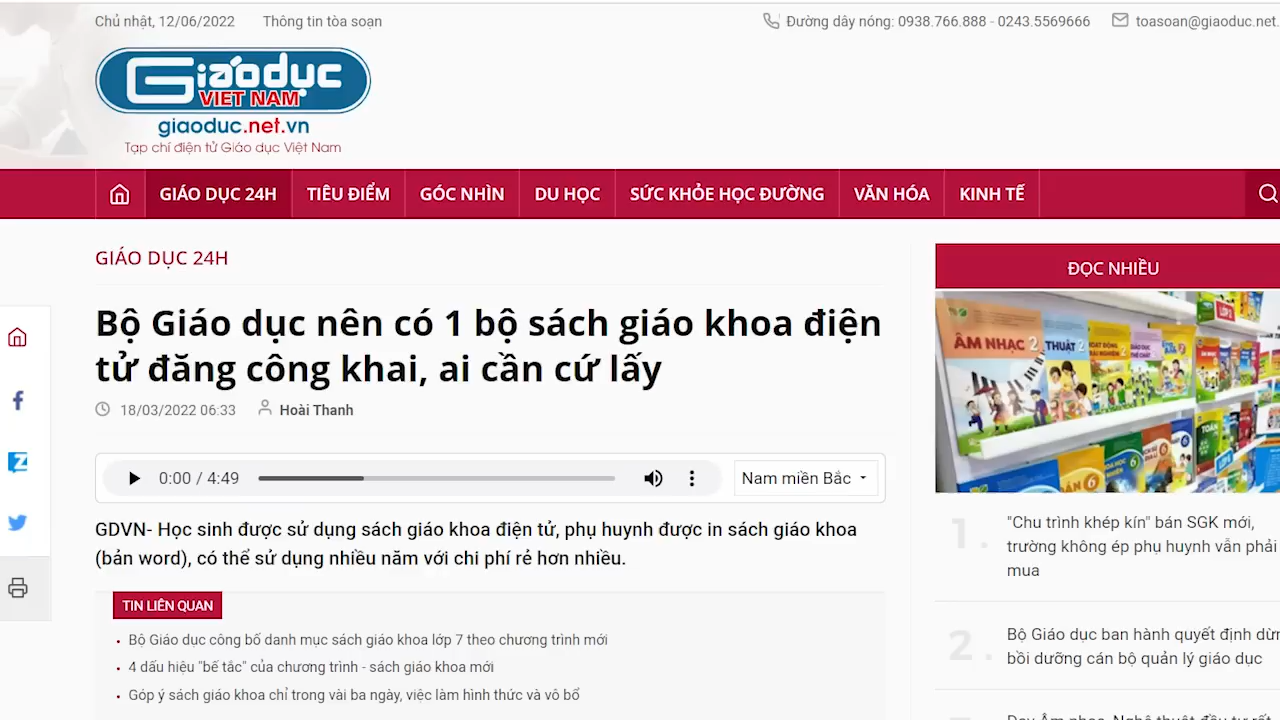 Chủ nhật, 12/06/2022 Thông tin tòa soạn
Đường dây nóng: 0938.766.888 - 0243.5569666 toasoan@giaoduc.net.
Giáo dục
VIỆT NAM
giaoduc.net.vn
Tạp chí điện tử Giáo dục Việt Nam
GIÁO DỤC 24H TIÊU ĐIỂM GÓC NHÌN DU HỌC SỨC KHỎE HỌC ĐƯỜNG VĂN HÓA KINH TẾ
GIÁO DỤC 24H
Bộ Giáo dục nên có 1 bộ sách giáo khoa điện
tử đăng công khai, ai cần cứ lấy
18/03/2022 06:33 Hoài Thanh
0:00 / 4:49 Nam miền Bắc
GDVN- Học sinh được sử dụng sách giáo khoa điện tử, phụ huynh được in sách giáo khoa
(bản word), có thể sử dụng nhiều năm với chi phí rẻ hơn nhiều.
TIN LIÊN QUAN
Bộ Giáo dục công bố danh mục sách giáo khoa lớp 7 theo chương trình mới
4 dấu hiệu "bế tắc" của chương trình - sách giáo khoa mới
Góp ý sách giáo khoa chỉ trong vài ba ngày, việc làm hình thức và vô bổ
ĐỌC NHIỀU
ÂM NHẠC 2
THUẬT 2
1. "Chu trình khép kín" bán SGK mới,
trường không ép phụ huynh vẫn phải
mua
2. Bộ Giáo dục ban hành quyết định dừn
bồi dưỡng cán bộ quản lý giáo dục